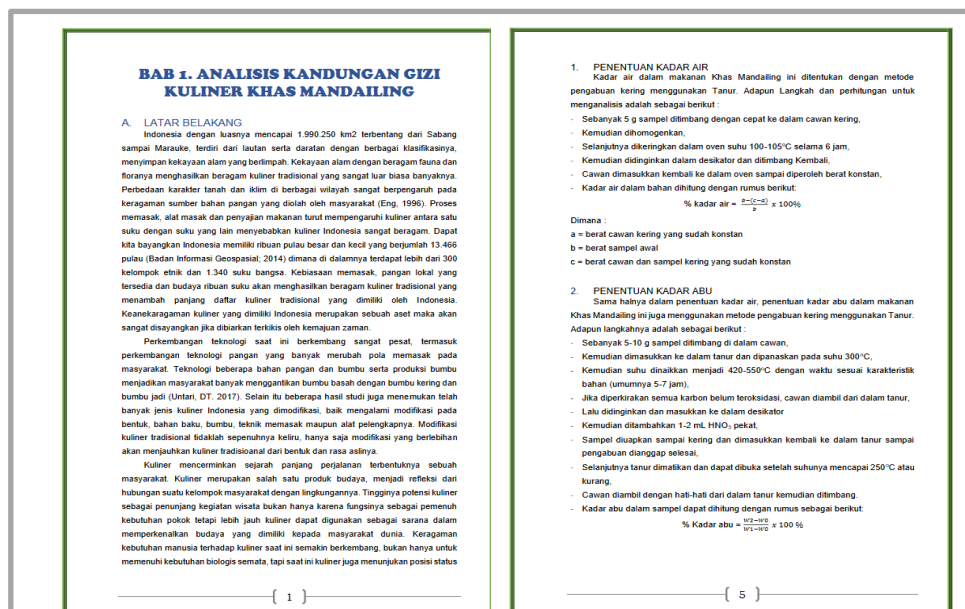 BAB 1. ANALISIS KANDUNGAN GIZI
KULINER KHAS MANDAILING
A. LATAR BELAKANG
Indonesia dengan luasnya mencapai 1.990.250 km2 terbentang dari Sabang
sampai Marauke, terdiri dari lautan serta daratan dengan berbagai klasifikasinya,
menyimpan kekayaan alam yang berlimpah. Kekayaan alam dengan beragam fauna dan
floranya menghasilkan beragam kuliner tradisional yang sangat luar biasa banyaknya.
Perbedaan karakter tanah dan iklim di berbagai wilayah sangat berpengaruh pada
keragaman sumber bahan pangan yang diolah oleh masyarakat (Eng, 1996). Proses
memasak, alat masak dan penyajian makanan turut mempengaruhi kuliner antara satu
suku dengan suku yang lain menyebabkan kuliner Indonesia sangat beragam. Dapat
kita bayangkan Indonesia memiliki ribuan pulau besar dan kecil yang berjumlah 13.466
pulau (Badan Informasi Geospasial; 2014) dimana di dalamnya terdapat lebih dari 300
kelompok etnik dan 1.340 suku bangsa. Kebiasaan memasak, pangan lokal yang
tersedia dan budaya ribuan suku akan menghasilkan beragam kuliner tradisional yang
menambah panjang daftar kuliner tradisional yang dimiliki oleh Indonesia.
Keanekaragaman kuliner yang dimiliki Indonesia merupakan sebuah aset maka akan
sangat disayangkan jika dibiarkan terkikis oleh kemajuan zaman.
Perkembangan teknologi saat ini berkembang sangat pesat, termasuk
perkembangan teknologi pangan yang banyak merubah pola memasak pada
masyarakat. Teknologi beberapa bahan pangan dan bumbu serta produksi bumbu
menjadikan masyarakat banyak menggantikan bumbu basah dengan bumbu kering dan
bumbu jadi (Untari, DT. 2017). Selain itu beberapa hasil studi juga menemukan telah
banyak jenis kuliner Indonesia yang dimodifikasi, baik mengalami modifikasi pada
bentuk, bahan baku, bumbu, teknik memasak maupun alat pelengkapnya. Modifikasi
kuliner tradisional tidaklah sepenuhnya keliru, hanya saja modifikasi yang berlebihan
akan menjauhkan kuliner tradisioanal dari bentuk dan rasa aslinya.
Kuliner mencerminkan sejarah panjang perjalanan terbentuknya sebuah
masyarakat. Kuliner merupakan salah satu produk budaya, menjadi refleksi dari
hubungan suatu kelompok masyarakat dengan lingkungannya. Tingginya potensi kuliner
sebagai penunjang kegiatan wisata bukan hanya karena fungsinya sebagai pemenuh
kebutuhan pokok tetapi lebih jauh kuliner dapat digunakan sebagai sarana dalam
memperkenalkan budaya yang dimiliki kepada masyarakat dunia. Keragaman
kebutuhan manusia terhadap kuliner saat ini semakin berkembang, bukan hanya untuk
memenuhi kebutuhan biologis semata, tapi saat ini kuliner juga menunjukan posisi status
1
1. PENENTUAN KADAR AIR
Kadar air dalam makanan Khas Mandailing ini ditentukan dengan metode
pengabuan kering menggunakan Tanur. Adapun Langkah dan perhitungan untuk
menganalisis adalah sebagai berikut :
- Sebanyak 5 g sampel ditimbang dengan cepat ke dalam cawan kering,
- Kemudian dihomogenkan,
- Selanjutnya dikeringkan dalam oven suhu 100-105°C selama 6 jam,
- Kemudian didinginkan dalam desikator dan ditimbang Kembali,
- Cawan dimasukkan kembali ke dalam oven sampai diperoleh berat konstan,
- Kadar air dalam bahan dihitung dengan rumus berikut:
% kadar air = b−(c−a)/b x 100%
Dimana :
a = berat cawan kering yang sudah konstan
b = berat sampel awal
c = berat cawan dan sampel kering yang sudah konstan
2. PENENTUAN KADAR ABU
Sama halnya dalam penentuan kadar air, penentuan kadar abu dalam makanan
Khas Mandailing ini juga menggunakan metode pengabuan kering menggunakan Tanur.
Adapun langkahnya adalah sebagai berikut :
- Sebanyak 5-10 g sampel ditimbang di dalam cawan,
- Kemudian dimasukkan ke dalam tanur dan dipanaskan pada suhu 300°C,
- Kemudian suhu dinaikkan menjadi 420-550°C dengan waktu sesuai karakteristik
bahan (umumnya 5-7 jam),
- Jika diperkirakan semua karbon belum teroksidasi, cawan diambil dari dalam tanur,
- Lalu didinginkan dan masukkan ke dalam desikator
- Kemudian ditambahkan 1-2 mL HNO₃ pekat,
- Sampel diuapkan sampai kering dan dimasukkan kembali ke dalam tanur sampai
pengabuan dianggap selesai,
- Selanjutnya tanur dimatikan dan dapat dibuka setelah suhunya mencapai 250°C atau
kurang,
- Cawan diambil dengan hati-hati dari dalam tanur kemudian ditimbang.
- Kadar abu dalam sampel dapat dihitung dengan rumus sebagai berikut:
% Kadar abu = W2−W0/W1−W0 x 100 %
5